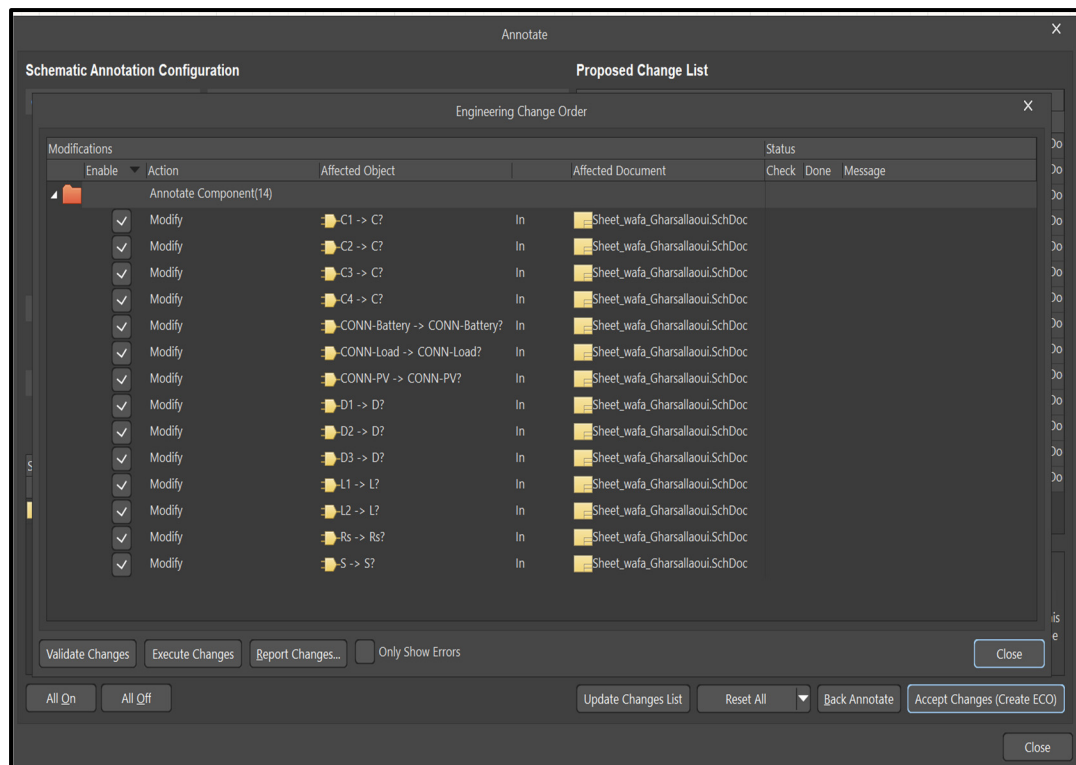 Annotate X
Schematic Annotation Configuration Proposed Change List
Engineering Change Order X
Modifications Status
Enable Action Affected Object Affected Document Check Done Message
Annotate Component(14)
Modify C1 -> C? In Sheet_wafa_Gharsallaoui.SchDoc
Modify C2 -> C? In Sheet_wafa_Gharsallaoui.SchDoc
Modify C3 -> C? In Sheet_wafa_Gharsallaoui.SchDoc
Modify C4 -> C? In Sheet_wafa_Gharsallaoui.SchDoc
Modify CONN-Battery -> CONN-Battery? In Sheet_wafa_Gharsallaoui.SchDoc
Modify CONN-Load -> CONN-Load? In Sheet_wafa_Gharsallaoui.SchDoc
Modify CONN-PV -> CONN-PV? In Sheet_wafa_Gharsallaoui.SchDoc
Modify D1 -> D? In Sheet_wafa_Gharsallaoui.SchDoc
Modify D2 -> D? In Sheet_wafa_Gharsallaoui.SchDoc
Modify D3 -> D? In Sheet_wafa_Gharsallaoui.SchDoc
Modify L1 -> L? In Sheet_wafa_Gharsallaoui.SchDoc
Modify L2 -> L? In Sheet_wafa_Gharsallaoui.SchDoc
Modify Rs -> Rs? In Sheet_wafa_Gharsallaoui.SchDoc
Modify S -> S? In Sheet_wafa_Gharsallaoui.SchDoc
Validate Changes Execute Changes Report Changes... Only Show Errors Close
All On All Off Update Changes List Reset All Back Annotate Accept Changes (Create ECO)
Close